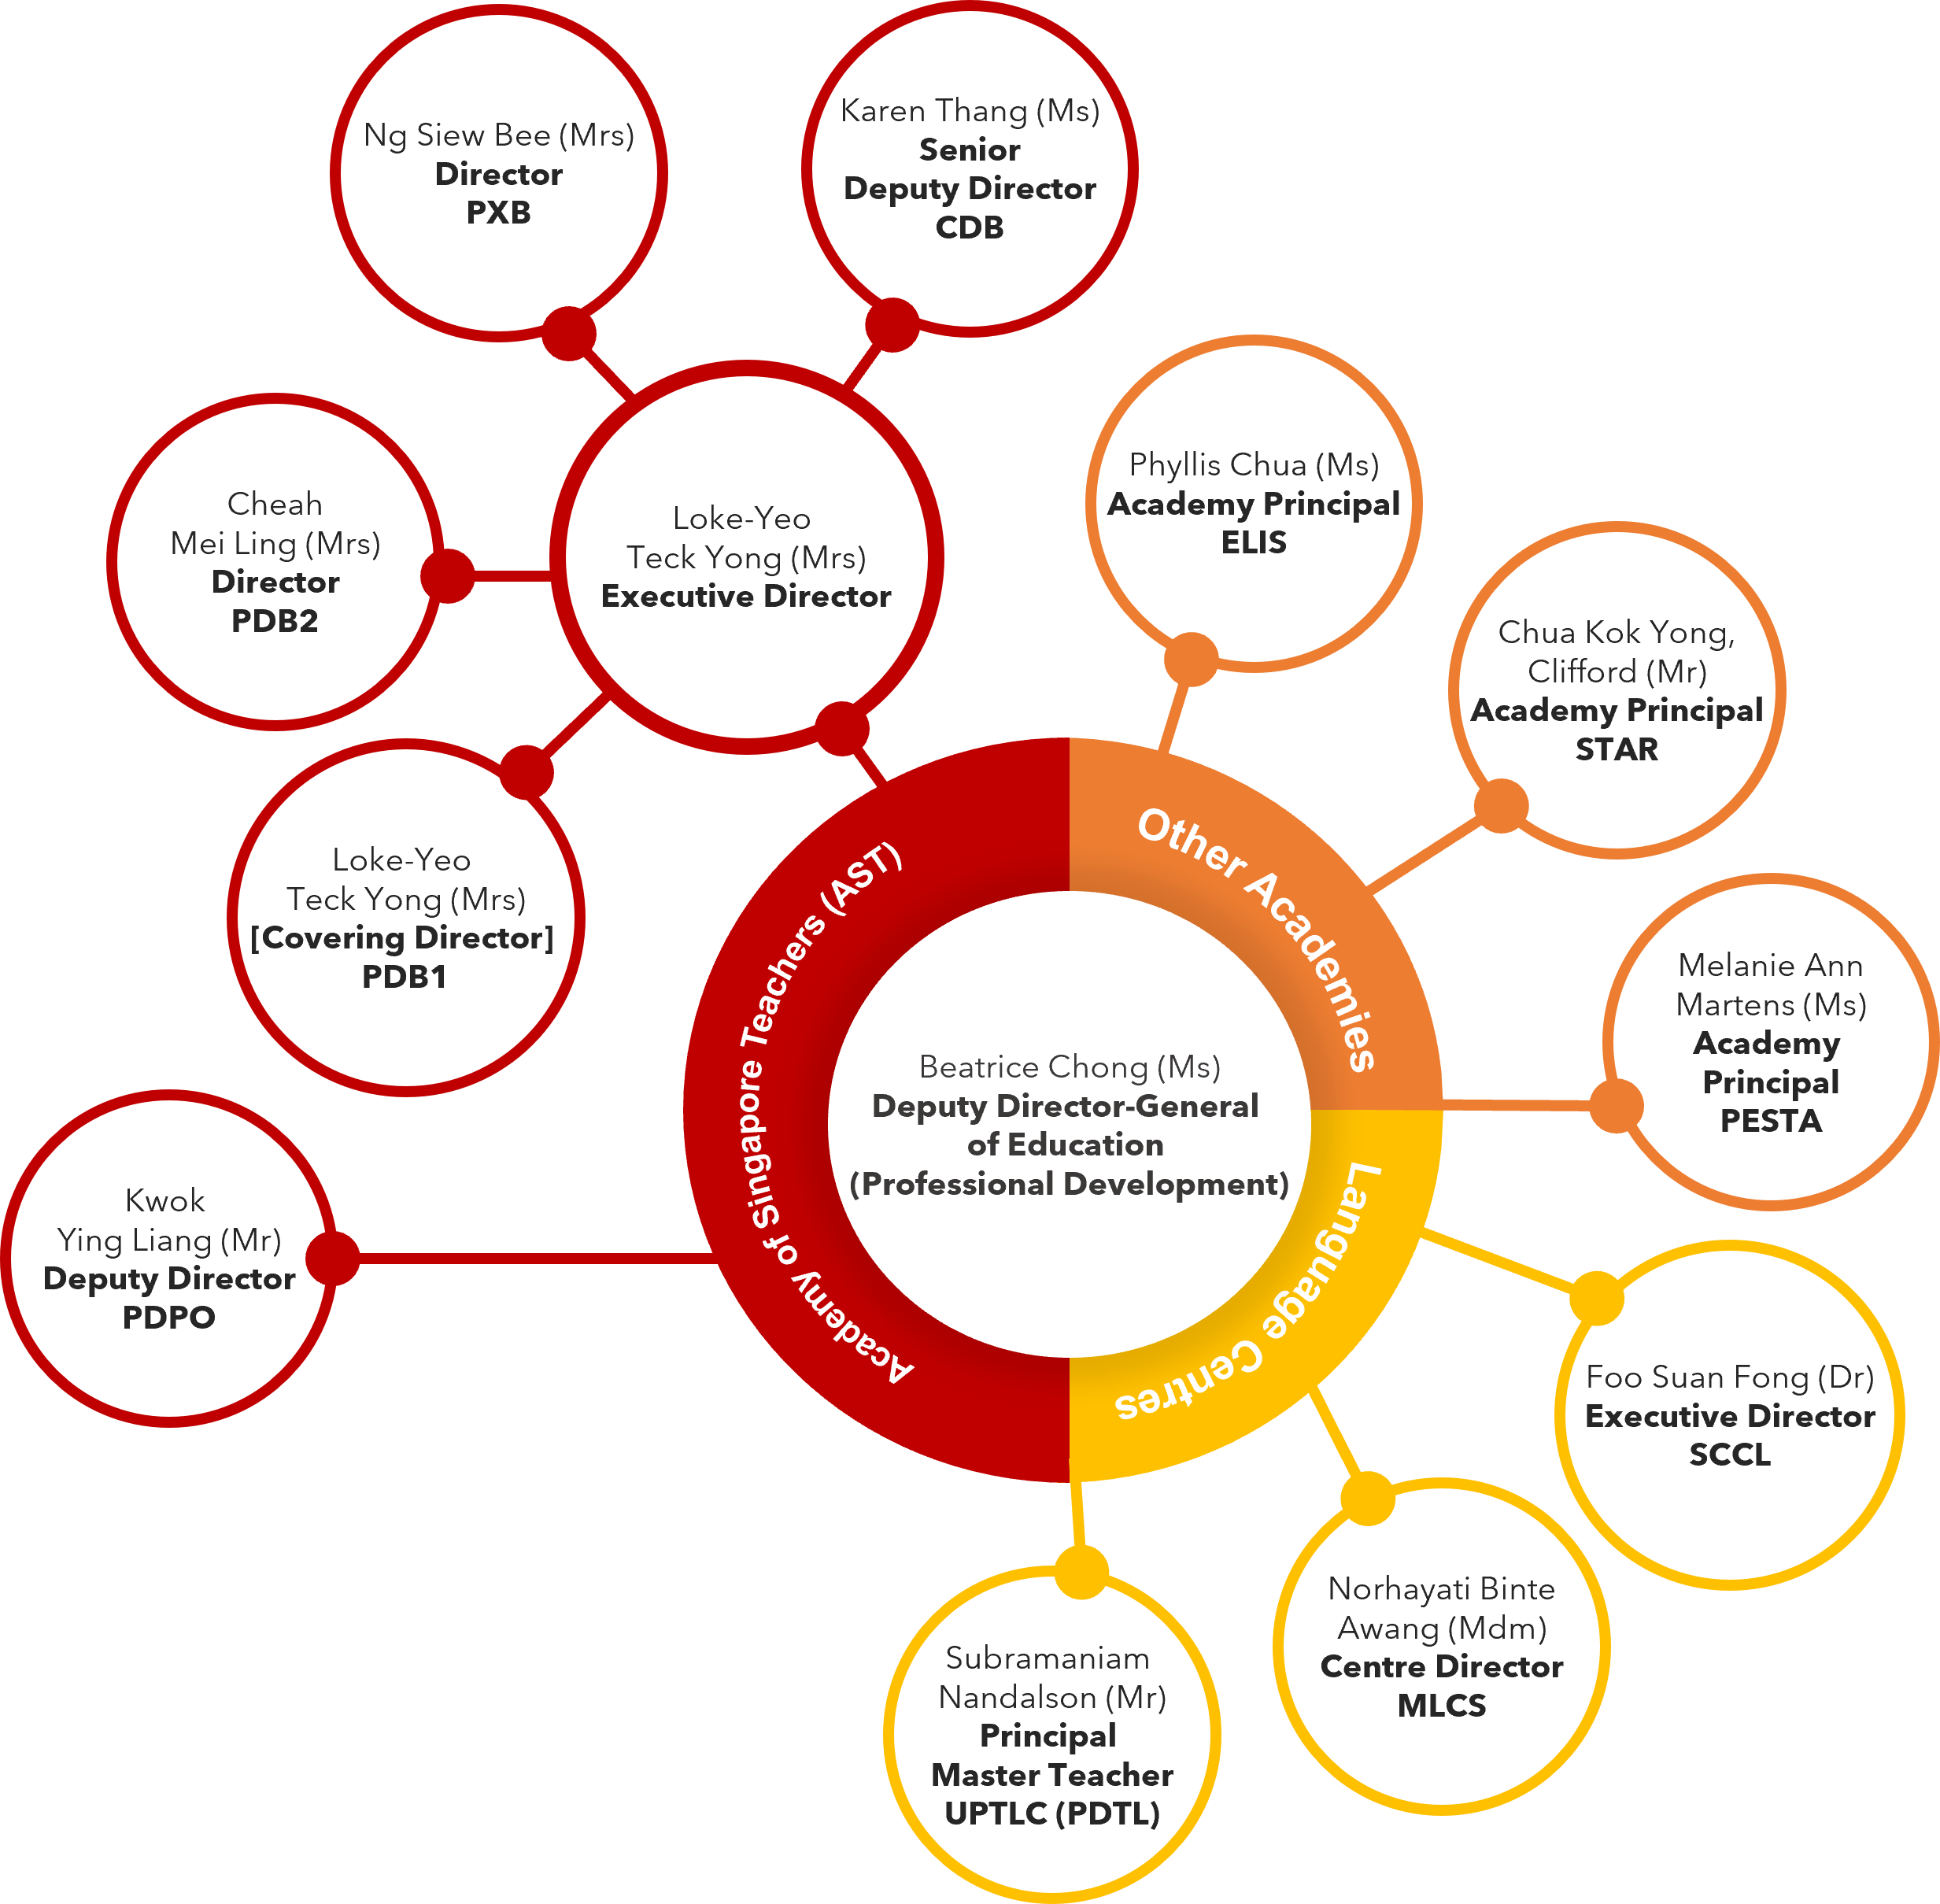 Ng Siew Bee (Mrs)
Director
PXB
Karen Thang (Ms)
Senior
Deputy Director
CDB
Cheah
Mei Ling (Mrs)
Director
PDB2
Loke-Yeo
Teck Yong (Mrs)
Executive Director
Phyllis Chua (Ms)
Academy Principal
ELIS
Chua Kok Yong,
Clifford (Mr)
Academy Principal
STAR
Loke-Yeo
Teck Yong (Mrs)
[Covering Director]
PDB1
Academy of Singapore Teachers (AST)
Other Academies
Language Centres
Beatrice Chong (Ms)
Deputy Director-General
of Education
(Professional Development)
Melanie Ann
Martens (Ms)
Academy
Principal
PESTA
Kwok
Ying Liang (Mr)
Deputy Director
PDPO
Foo Suan Fong (Dr)
Executive Director
SCCL
Norhayati Binte
Awang (Mdm)
Centre Director
MLCS
Subramaniam
Nandalson (Mr)
Principal
Master Teacher
UPTLC (PDTL)